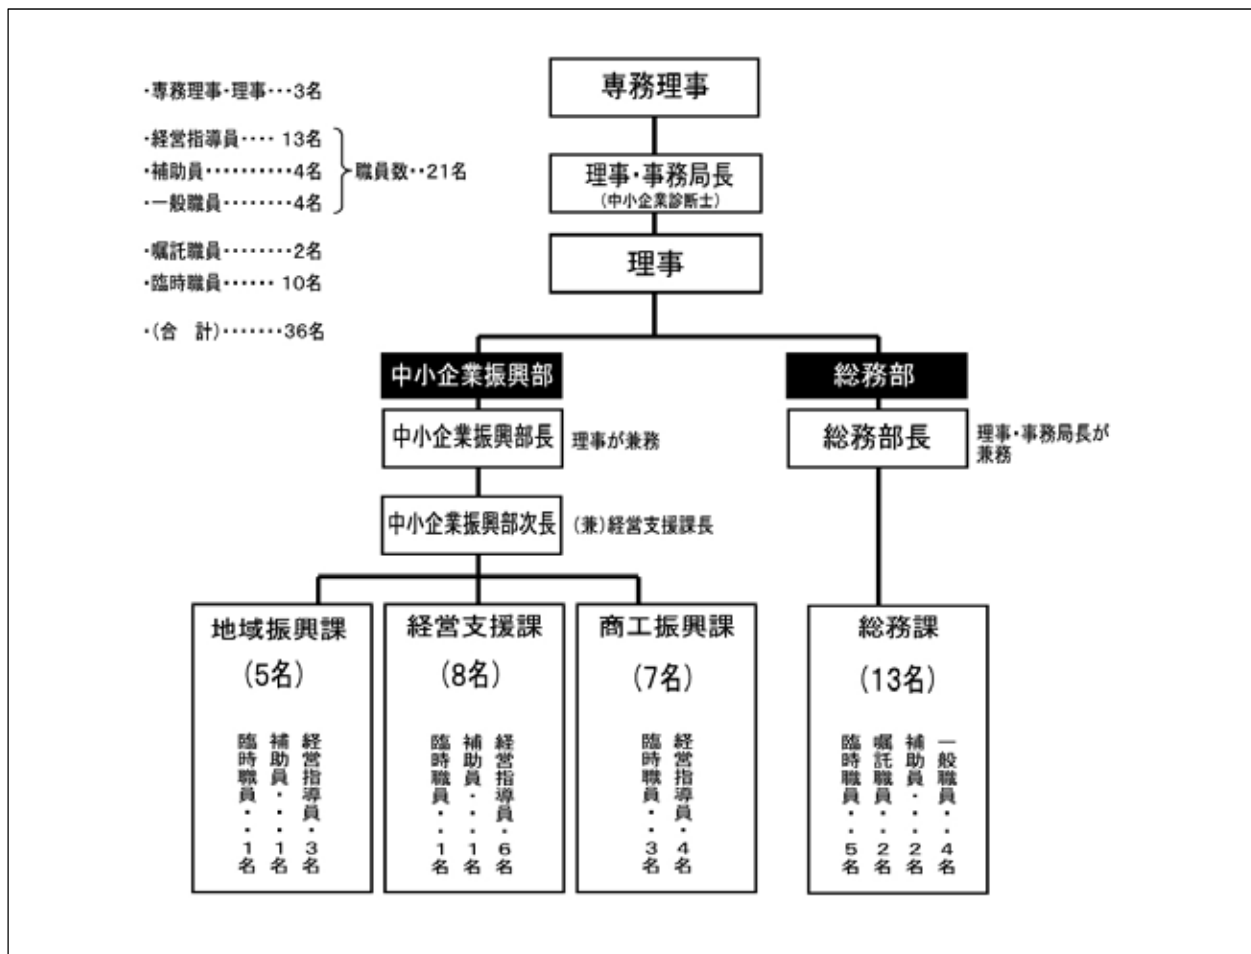 ・専務理事・理事・・・3名
・経営指導員・・・・ 13名
・補助員・・・・・・・・・・4名
・一般職員・・・・・・・・4名
職員数・・21名
・嘱託職員・・・・・・・・2名
・臨時職員・・・・・・ 10名
・(合　計)・・・・・・・36名
専務理事
理事・事務局長
(中小企業診断士)
理事
中小企業振興部
中小企業振興部長
理事が兼務
中小企業振興部次長
(兼)経営支援課長
総務部
総務部長
理事・事務局長が
兼務
地域振興課
(5名)
経営指導員・3名
補助員・・・1名
臨時職員・・1名
経営支援課
(8名)
経営指導員・6名
補助員・・・1名
臨時職員・・1名
商工振興課
(7名)
経営指導員・4名
臨時職員・・3名
総務課
(13名)
一般職員・・4名
補助員・・・2名
嘱託職員・・2名
臨時職員・・5名